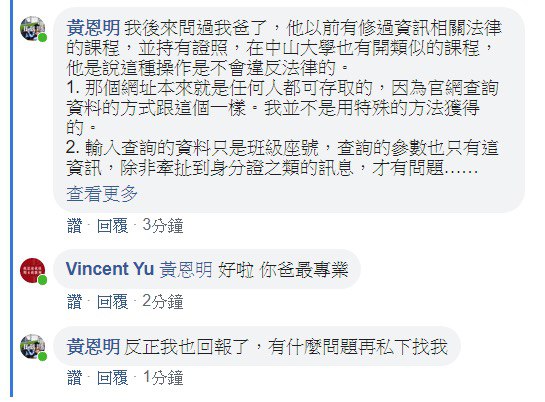 黃恩明 我後來問過我爸了，他以前有修過資訊相關法律
的課程，並持有證照，在中山大學也有開類似的課程，
他是說這種操作是不會違反法律的。
1. 那個網址本來就是任何人都可存取的，因為官網查詢
資料的方式跟這個一樣。我並不是用特殊的方法獲得
的。
2. 輸入查詢的資料只是班級座號，查詢的參數也只有這
資訊，除非牽扯到身分證之類的訊息，才有問題……
查看更多
讚 · 回覆 · 3分鐘
Vincent Yu 黃恩明 好啦 你爸最專業
讚 · 回覆 · 2分鐘
黃恩明 反正我也回報了，有什麼問題再私下找我
讚 · 回覆 · 1分鐘